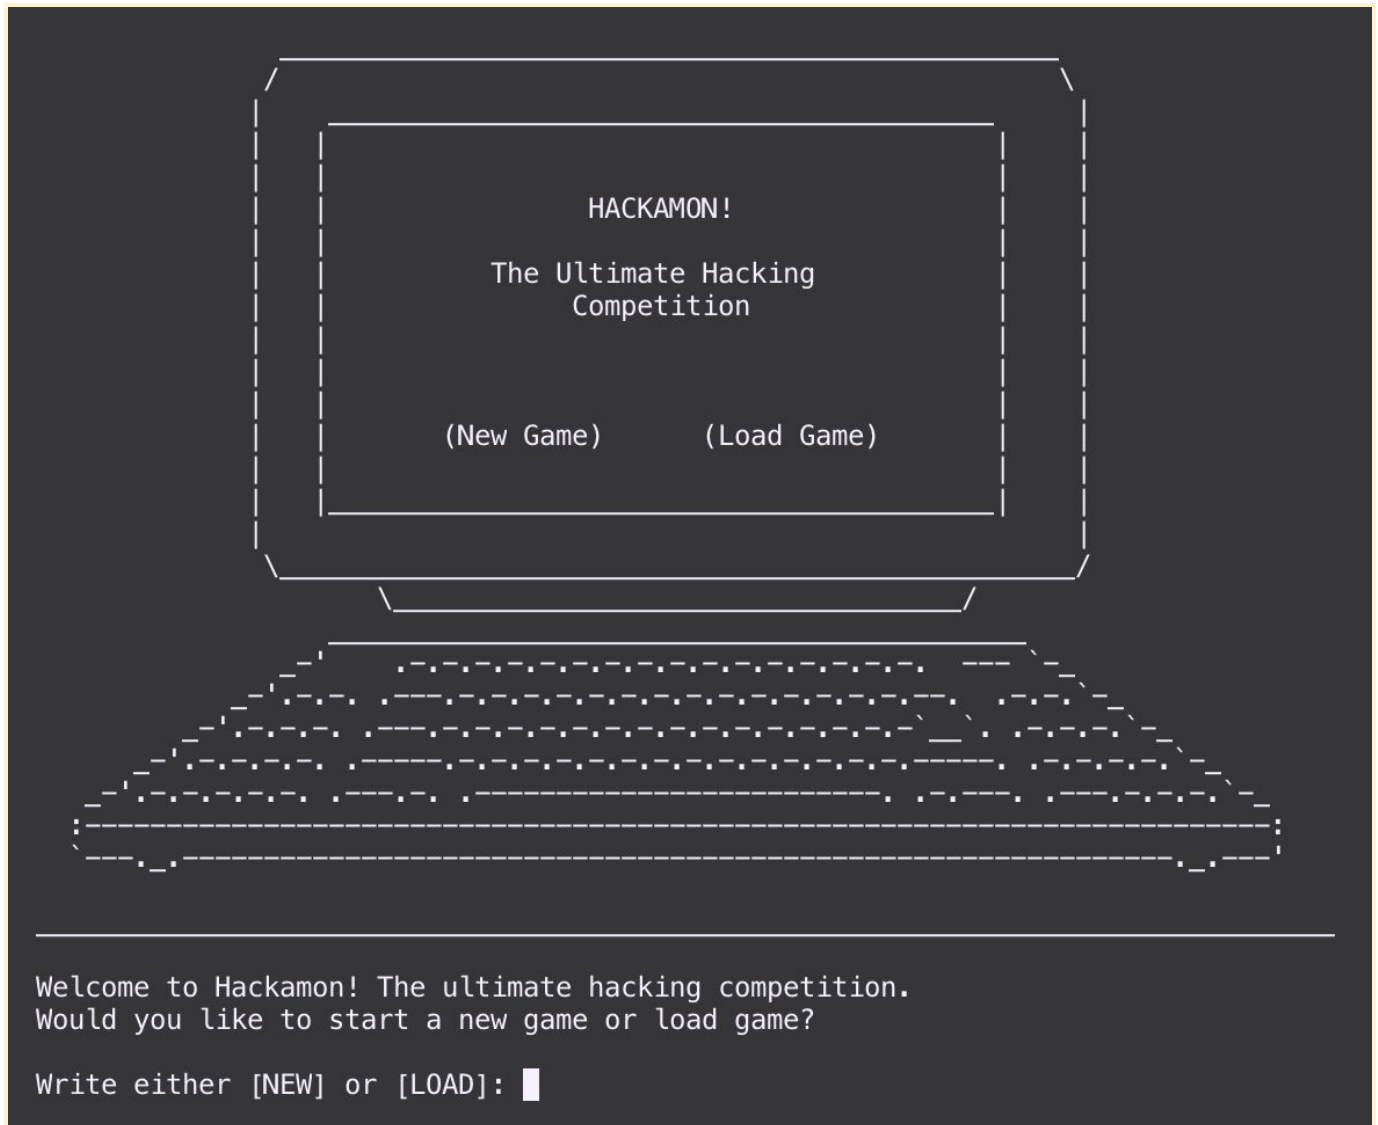 HACKAMON!
The Ultimate Hacking
Competition
(New Game) (Load Game)
Welcome to Hackamon! The ultimate hacking competition.
Would you like to start a new game or load game?
Write either [NEW] or [LOAD]: